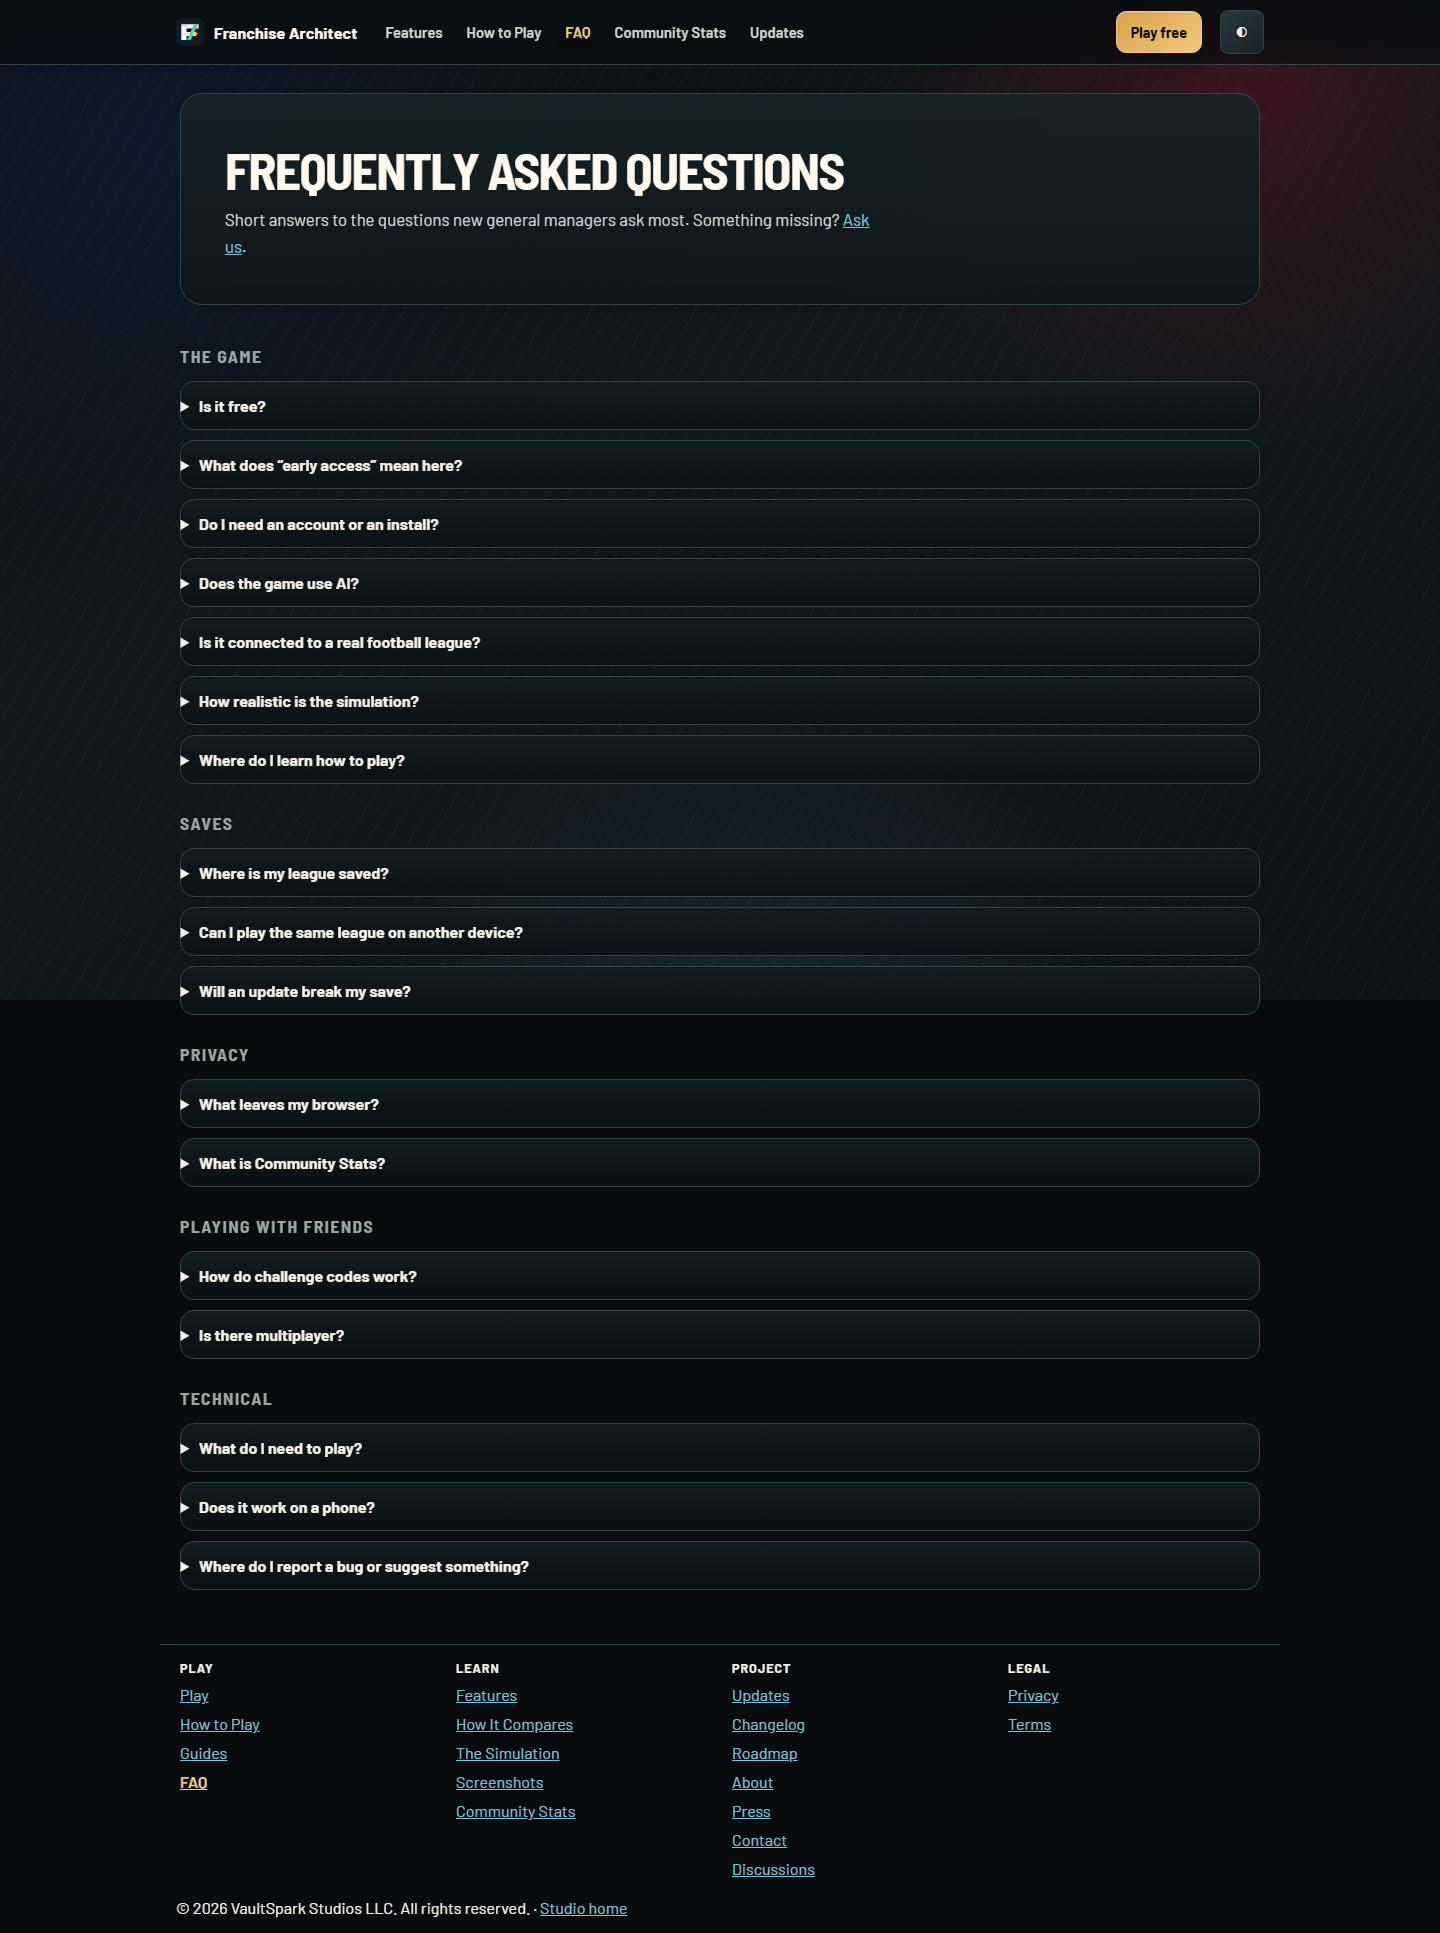 Franchise Architect Features How to Play FAQ Community Stats Updates Play free
FREQUENTLY ASKED QUESTIONS
Short answers to the questions new general managers ask most. Something missing? Ask
us.
THE GAME
Is it free?
What does “early access” mean here?
Do I need an account or an install?
Does the game use AI?
Is it connected to a real football league?
How realistic is the simulation?
Where do I learn how to play?
SAVES
Where is my league saved?
Can I play the same league on another device?
Will an update break my save?
PRIVACY
What leaves my browser?
What is Community Stats?
PLAYING WITH FRIENDS
How do challenge codes work?
Is there multiplayer?
TECHNICAL
What do I need to play?
Does it work on a phone?
Where do I report a bug or suggest something?
PLAY
Play
How to Play
Guides
FAQ
LEARN
Features
How It Compares
The Simulation
Screenshots
Community Stats
PROJECT
Updates
Changelog
Roadmap
About
Press
Contact
Discussions
LEGAL
Privacy
Terms
© 2026 VaultSpark Studios LLC. All rights reserved. · Studio home